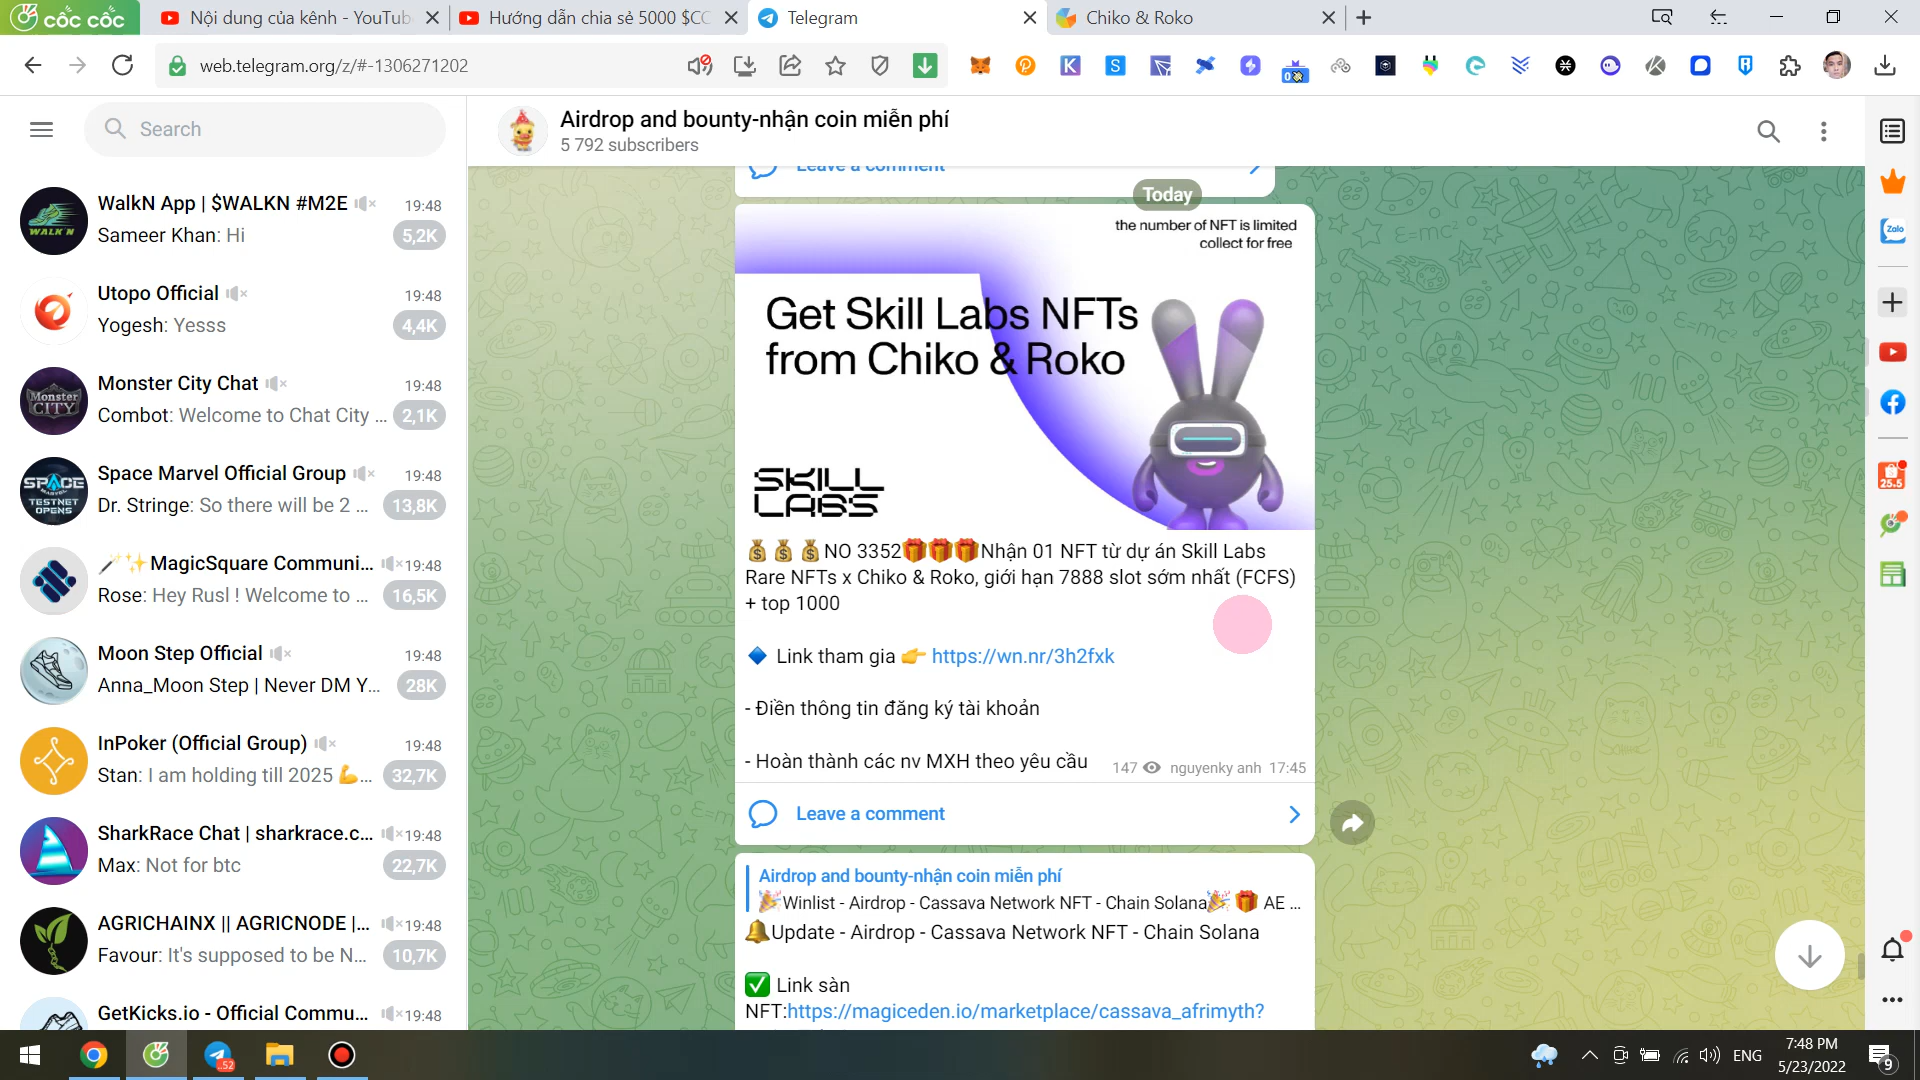 cốc cốc
Nội dung của kênh - YouTub
Hướng dẫn chia sẻ 5000 $CC
Telegram
Chiko & Roko
web.telegram.org/z/#-1306271202
Search
Airdrop and bounty-nhận coin miễn phí
5 792 subscribers
WalkN App | $WALKN #M2E
19:48
Sameer Khan: Hi
5,2K
Utopo Official
19:48
Yogesh: Yesss
4,4K
Monster City Chat
19:48
Combot: Welcome to Chat City ...
2,1K
Space Marvel Official Group
19:48
Dr. Stringe: So there will be 2 ...
13,8K
🪄✨MagicSquare Communi...
19:48
Rose: Hey Rusl ! Welcome to ...
16,5K
Moon Step Official
19:48
Anna_Moon Step | Never DM Y...
28K
InPoker (Official Group)
19:48
Stan: I am holding till 2025 💪...
32,7K
SharkRace Chat | sharkrace.c...
19:48
Max: Not for btc
22,7K
AGRICHAINX || AGRICNODE |...
19:48
Favour: It's supposed to be N...
10,7K
GetKicks.io - Official Commu...
19:48
Leave a comment
Today
the number of NFT is limited
collect for free
Get Skill Labs NFTs
from Chiko & Roko
SKILL
LABS
💰💰💰NO 3352🎁🎁🎁Nhận 01 NFT từ dự án Skill Labs
Rare NFTs x Chiko & Roko, giới hạn 7888 slot sớm nhất (FCFS)
+ top 1000
🔹 Link tham gia 👉 https://wn.nr/3h2fxk
- Điền thông tin đăng ký tài khoản
- Hoàn thành các nv MXH theo yêu cầu
147 nguyenky anh 17:45
Leave a comment
Airdrop and bounty-nhận coin miễn phí
🎉Winlist - Airdrop - Cassava Network NFT - Chain Solana🎉 🎁 AE ...
🔔Update - Airdrop - Cassava Network NFT - Chain Solana
✅ Link sàn
NFT:https://magiceden.io/marketplace/cassava_afrimyth?
Zalo
25.5
ENG
7:48 PM
5/23/2022
9